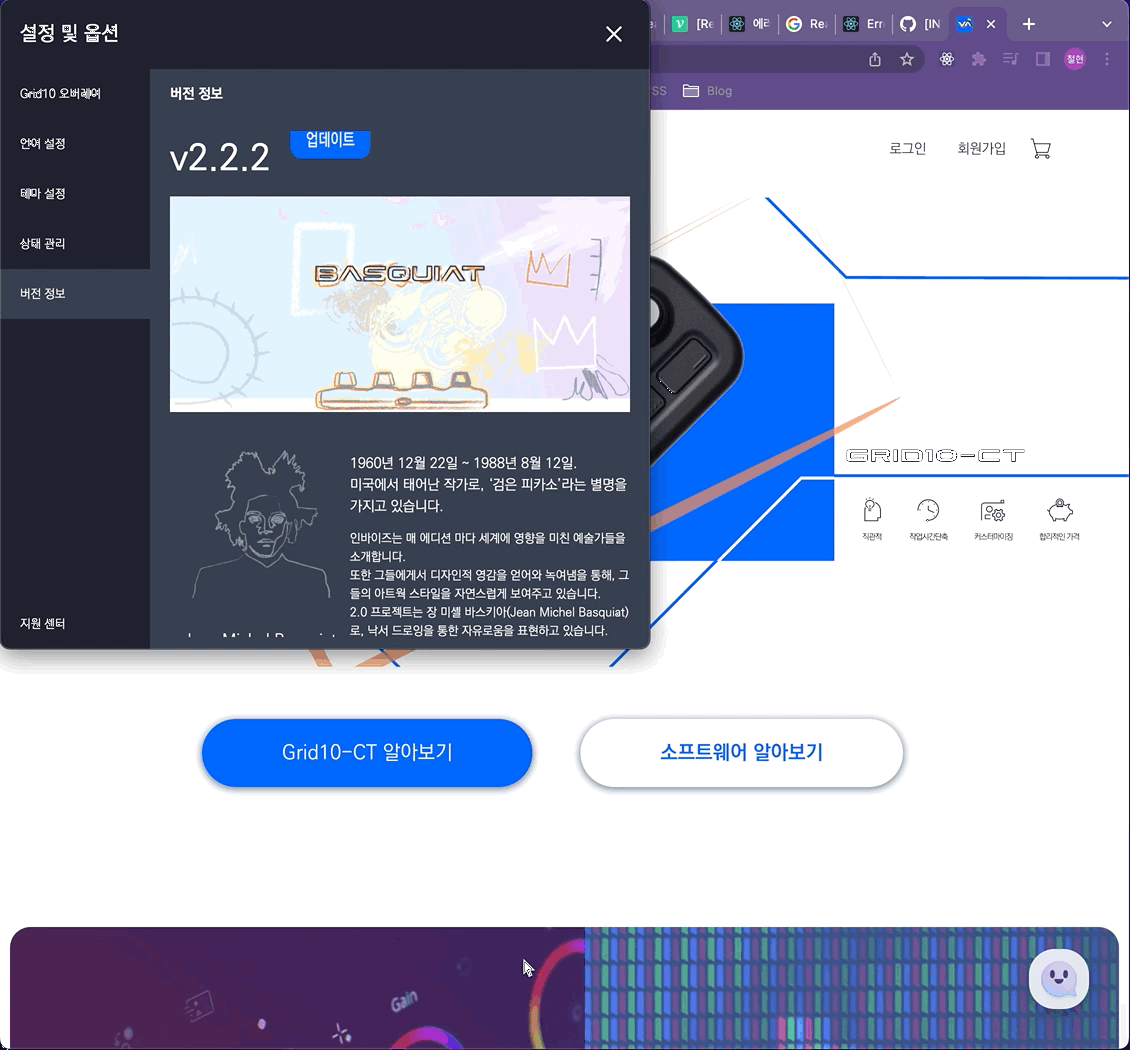 설정 및 옵션
Grid10 오버레이
언어 설정
테마 설정
상태 관리
버전 정보
지원 센터
버전 정보
v2.2.2
업데이트
BASQUIAT
1960년 12월 22일 ~ 1988년 8월 12일.
미국에서 태어난 작가로, '검은 피카소'라는 별명을
가지고 있습니다.
인바이즈는 매 에디션 마다 세계에 영향을 미친 예술가들을
소개합니다.
또한 그들에게서 디자인적 영감을 얻어와 녹여냄을 통해, 그
들의 아트웍 스타일을 자연스럽게 보여주고 있습니다.
2.0 프로젝트는 장 미셸 바스키아(Jean Michel Basquiat)
로, 낙서 드로잉을 통한 자유로움을 표현하고 있습니다.
Jean Michel Basquiat
[Re
에러
Rea
Erro
[IN
철현
SS
Blog
로그인
회원가입
GRID10-CT
직관적
작업시간단축
커스터마이징
합리적인 가격
Grid10-CT 알아보기
소프트웨어 알아보기
Gain